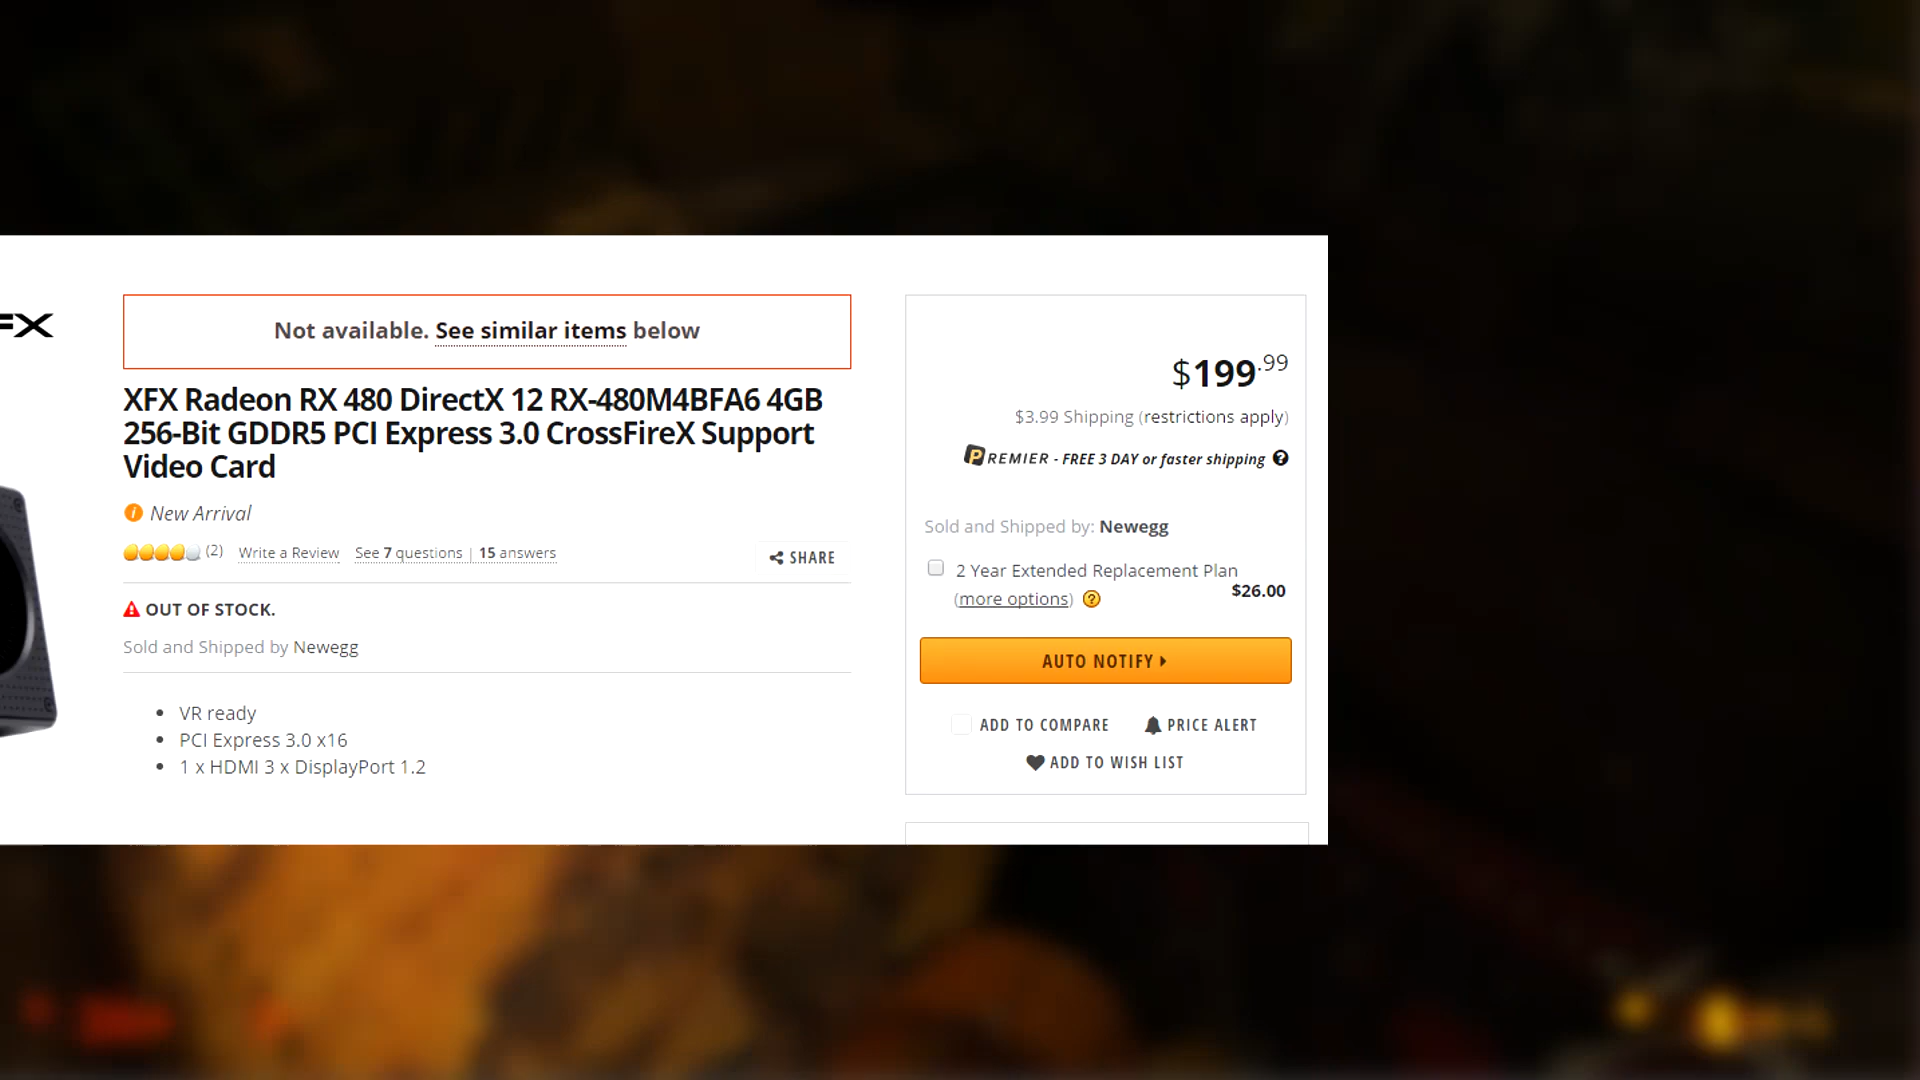 FX
Not available. See similar items below
XFX Radeon RX 480 DirectX 12 RX-480M4BFA6 4GB
256-Bit GDDR5 PCI Express 3.0 CrossFireX Support
Video Card
New Arrival
(2) Write a Review See 7 questions | 15 answers
SHARE
OUT OF STOCK.
Sold and Shipped by Newegg
VR ready
PCI Express 3.0 x16
1 x HDMI 3 x DisplayPort 1.2
$199.99
$3.99 Shipping (restrictions apply)
PREMIER - FREE 3 DAY or faster shipping ?
Sold and Shipped by: Newegg
2 Year Extended Replacement Plan
(more options) ? $26.00
AUTO NOTIFY
ADD TO COMPARE PRICE ALERT
ADD TO WISH LIST